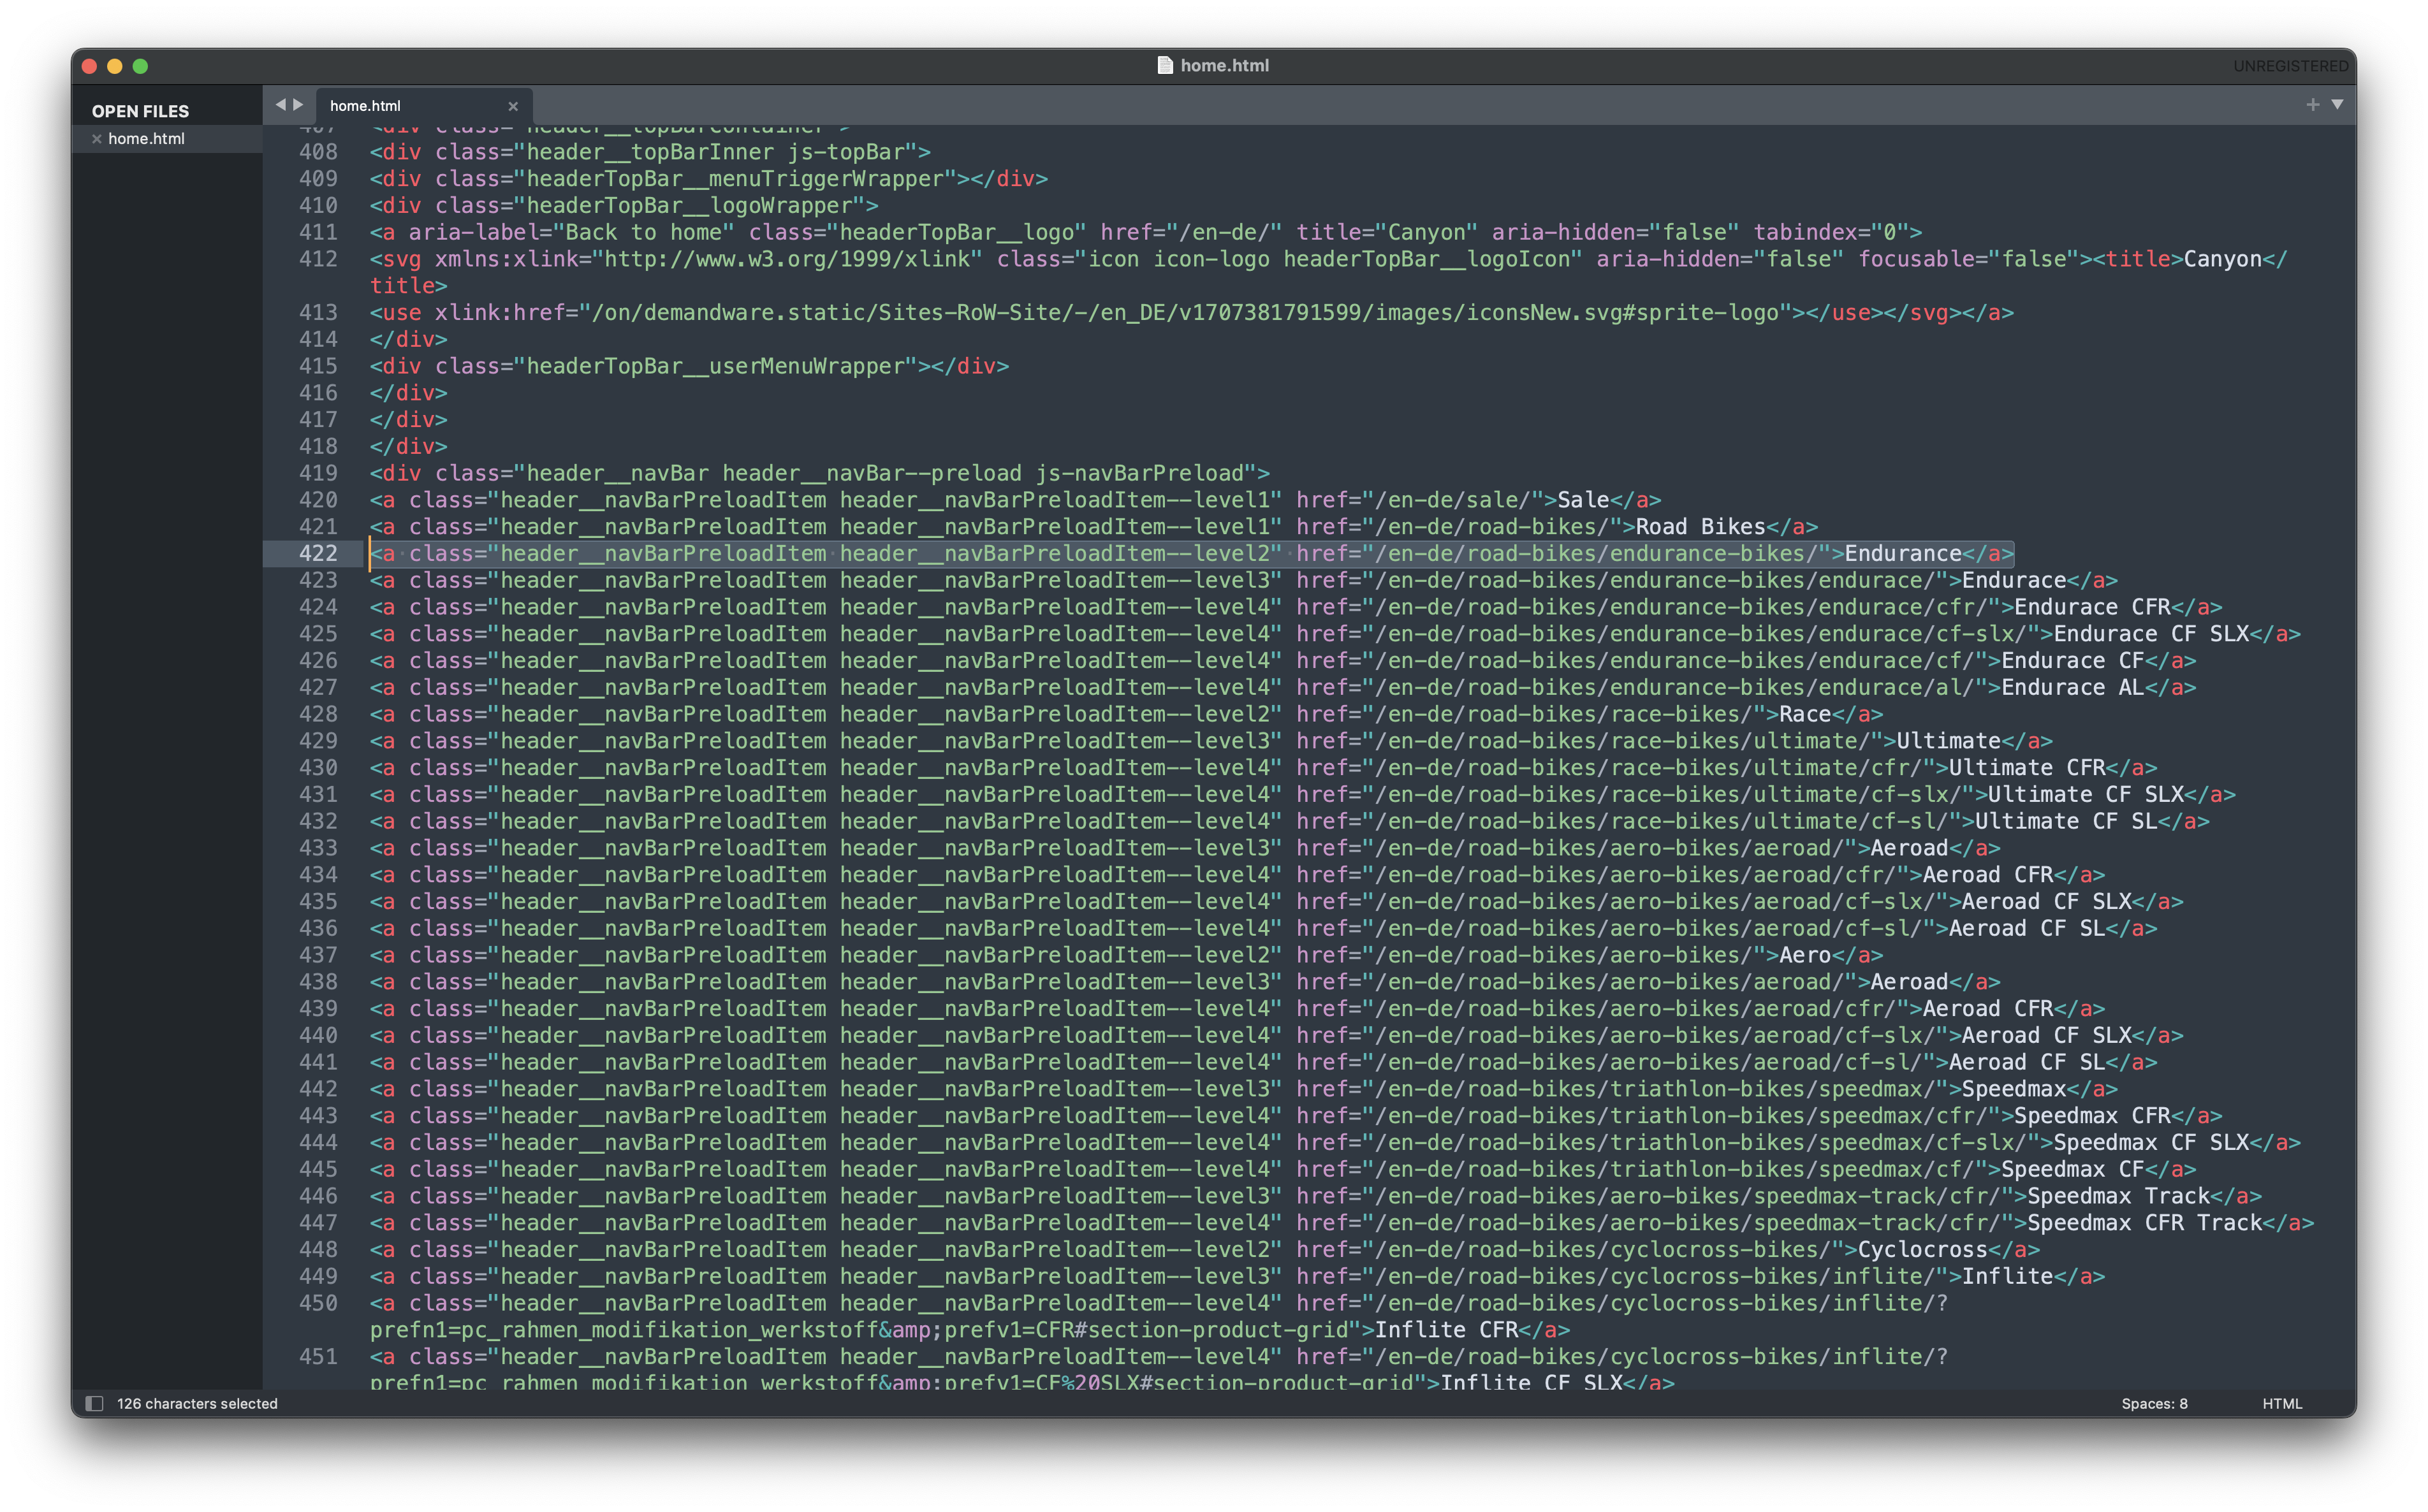 home.html
UNREGISTERED
OPEN FILES
home.html
home.html
407 <div class="header__topBarContainer">
408 <div class="header__topBarInner js-topBar">
409 <div class="headerTopBar__menuTriggerWrapper"></div>
410 <div class="headerTopBar__logoWrapper">
411 <a aria-label="Back to home" class="headerTopBar__logo" href="/en-de/" title="Canyon" aria-hidden="false" tabindex="0">
412 <svg xmlns:xlink="http://www.w3.org/1999/xlink" class="icon icon-logo headerTopBar__logoIcon" aria-hidden="false" focusable="false"><title>Canyon</
title>
413 <use xlink:href="/on/demandware.static/Sites-RoW-Site/-/en_DE/v1707381791599/images/iconsNew.svg#sprite-logo"></use></svg></a>
414 </div>
415 <div class="headerTopBar__userMenuWrapper"></div>
416 </div>
417 </div>
418 </div>
419 <div class="header__navBar header__navBar--preload js-navBarPreload">
420 <a class="header__navBarPreloadItem header__navBarPreloadItem--level1" href="/en-de/sale/">Sale</a>
421 <a class="header__navBarPreloadItem header__navBarPreloadItem--level1" href="/en-de/road-bikes/">Road Bikes</a>
422 <a class="header__navBarPreloadItem header__navBarPreloadItem--level2" href="/en-de/road-bikes/endurance-bikes/">Endurance</a>
423 <a class="header__navBarPreloadItem header__navBarPreloadItem--level3" href="/en-de/road-bikes/endurance-bikes/endurace/">Endurace</a>
424 <a class="header__navBarPreloadItem header__navBarPreloadItem--level4" href="/en-de/road-bikes/endurance-bikes/endurace/cfr/">Endurace CFR</a>
425 <a class="header__navBarPreloadItem header__navBarPreloadItem--level4" href="/en-de/road-bikes/endurance-bikes/endurace/cf-slx/">Endurace CF SLX</a>
426 <a class="header__navBarPreloadItem header__navBarPreloadItem--level4" href="/en-de/road-bikes/endurance-bikes/endurace/cf/">Endurace CF</a>
427 <a class="header__navBarPreloadItem header__navBarPreloadItem--level4" href="/en-de/road-bikes/endurance-bikes/endurace/al/">Endurace AL</a>
428 <a class="header__navBarPreloadItem header__navBarPreloadItem--level2" href="/en-de/road-bikes/race-bikes/">Race</a>
429 <a class="header__navBarPreloadItem header__navBarPreloadItem--level3" href="/en-de/road-bikes/race-bikes/ultimate/">Ultimate</a>
430 <a class="header__navBarPreloadItem header__navBarPreloadItem--level4" href="/en-de/road-bikes/race-bikes/ultimate/cfr/">Ultimate CFR</a>
431 <a class="header__navBarPreloadItem header__navBarPreloadItem--level4" href="/en-de/road-bikes/race-bikes/ultimate/cf-slx/">Ultimate CF SLX</a>
432 <a class="header__navBarPreloadItem header__navBarPreloadItem--level4" href="/en-de/road-bikes/race-bikes/ultimate/cf-sl/">Ultimate CF SL</a>
433 <a class="header__navBarPreloadItem header__navBarPreloadItem--level3" href="/en-de/road-bikes/aero-bikes/aeroad/">Aeroad</a>
434 <a class="header__navBarPreloadItem header__navBarPreloadItem--level4" href="/en-de/road-bikes/aero-bikes/aeroad/cfr/">Aeroad CFR</a>
435 <a class="header__navBarPreloadItem header__navBarPreloadItem--level4" href="/en-de/road-bikes/aero-bikes/aeroad/cf-slx/">Aeroad CF SLX</a>
436 <a class="header__navBarPreloadItem header__navBarPreloadItem--level4" href="/en-de/road-bikes/aero-bikes/aeroad/cf-sl/">Aeroad CF SL</a>
437 <a class="header__navBarPreloadItem header__navBarPreloadItem--level2" href="/en-de/road-bikes/aero-bikes/">Aero</a>
438 <a class="header__navBarPreloadItem header__navBarPreloadItem--level3" href="/en-de/road-bikes/aero-bikes/aeroad/">Aeroad</a>
439 <a class="header__navBarPreloadItem header__navBarPreloadItem--level4" href="/en-de/road-bikes/aero-bikes/aeroad/cfr/">Aeroad CFR</a>
440 <a class="header__navBarPreloadItem header__navBarPreloadItem--level4" href="/en-de/road-bikes/aero-bikes/aeroad/cf-slx/">Aeroad CF SLX</a>
441 <a class="header__navBarPreloadItem header__navBarPreloadItem--level4" href="/en-de/road-bikes/aero-bikes/aeroad/cf-sl/">Aeroad CF SL</a>
442 <a class="header__navBarPreloadItem header__navBarPreloadItem--level3" href="/en-de/road-bikes/triathlon-bikes/speedmax/">Speedmax</a>
443 <a class="header__navBarPreloadItem header__navBarPreloadItem--level4" href="/en-de/road-bikes/triathlon-bikes/speedmax/cfr/">Speedmax CFR</a>
444 <a class="header__navBarPreloadItem header__navBarPreloadItem--level4" href="/en-de/road-bikes/triathlon-bikes/speedmax/cf-slx/">Speedmax CF SLX</a>
445 <a class="header__navBarPreloadItem header__navBarPreloadItem--level4" href="/en-de/road-bikes/triathlon-bikes/speedmax/cf/">Speedmax CF</a>
446 <a class="header__navBarPreloadItem header__navBarPreloadItem--level3" href="/en-de/road-bikes/aero-bikes/speedmax-track/cfr/">Speedmax Track</a>
447 <a class="header__navBarPreloadItem header__navBarPreloadItem--level4" href="/en-de/road-bikes/aero-bikes/speedmax-track/cfr/">Speedmax CFR Track</a>
448 <a class="header__navBarPreloadItem header__navBarPreloadItem--level2" href="/en-de/road-bikes/cyclocross-bikes/">Cyclocross</a>
449 <a class="header__navBarPreloadItem header__navBarPreloadItem--level3" href="/en-de/road-bikes/cyclocross-bikes/inflite/">Inflite</a>
450 <a class="header__navBarPreloadItem header__navBarPreloadItem--level4" href="/en-de/road-bikes/cyclocross-bikes/inflite/?
prefn1=pc_rahmen_modifikation_werkstoff&amp;prefv1=CFR#section-product-grid">Inflite CFR</a>
451 <a class="header__navBarPreloadItem header__navBarPreloadItem--level4" href="/en-de/road-bikes/cyclocross-bikes/inflite/?
prefn1=pc_rahmen_modifikation_werkstoff&amp;prefv1=CF%20SLX#section-product-grid">Inflite CF SLX</a>
126 characters selected
Spaces: 8
HTML